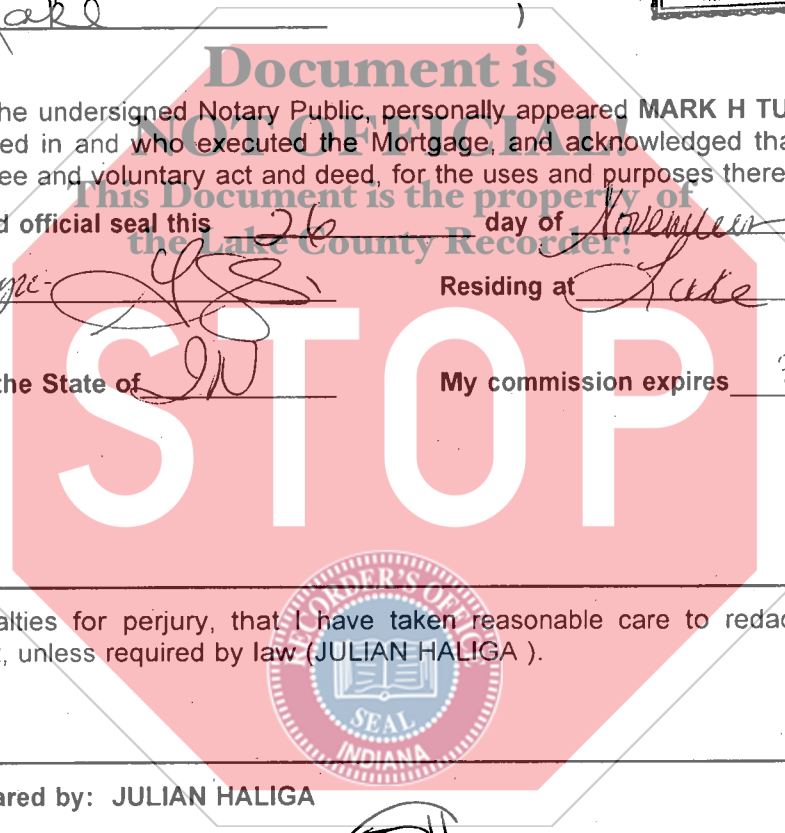 Lake )
Document is
he undersigned Notary Public, personally appeared MARK H TU
NOT OFFICIAL!
ed in and who executed the Mortgage, and acknowledged tha
ee and voluntary act and deed, for the uses and purposes there
This Document is the property of
d official seal this 26 day of November
the Lake County Recorder!
Residing at Lake
the State of IN My commission expires
STOP
RECORDER'S OFFICE
alties for perjury, that I have taken reasonable care to redac
, unless required by law (JULIAN HALIGA ).
SEAL
INDIANA
ared by: JULIAN HALIGA